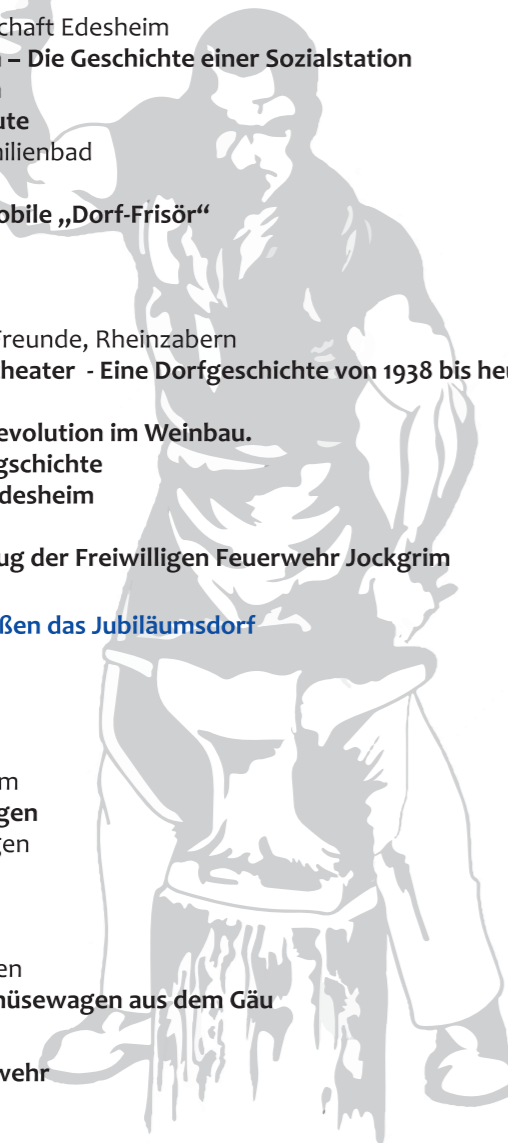 chaft Edesheim
– Die Geschichte einer Sozialstation
ute
nilienbad
obile „Dorf-Frisör“
Freunde, Rheinzabern
heater - Eine Dorfgeschichte von 1938 bis heu
evolution im Weinbau.
gschichte
desheim
ug der Freiwilligen Feuerwehr Jockgrim
ßen das Jubiläumsdorf
m
gen
gen
en
nüsewagen aus dem Gäu
wehr